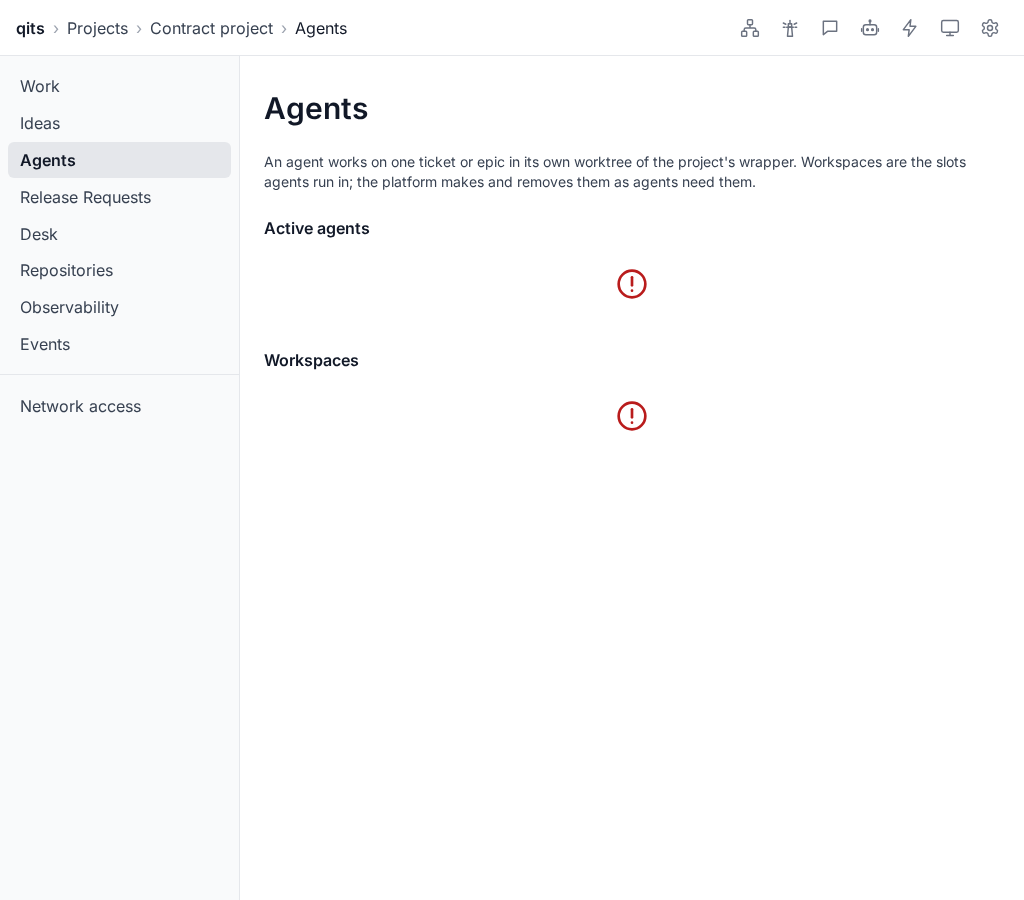 qits › Projects › Contract project › Agents
Work
Ideas
Agents
Release Requests
Desk
Repositories
Observability
Events
Network access
Agents
An agent works on one ticket or epic in its own worktree of the project's wrapper. Workspaces are the slots
agents run in; the platform makes and removes them as agents need them.
Active agents
Workspaces